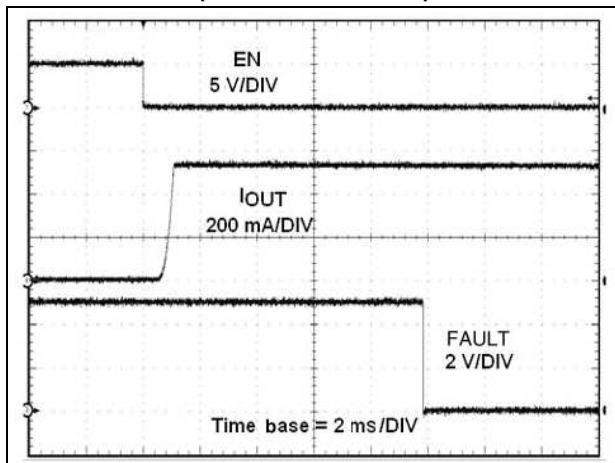 EN
5 V/DIV
IOUT
200 mA/DIV
FAULT
2 V/DIV
Time base = 2 ms/DIV